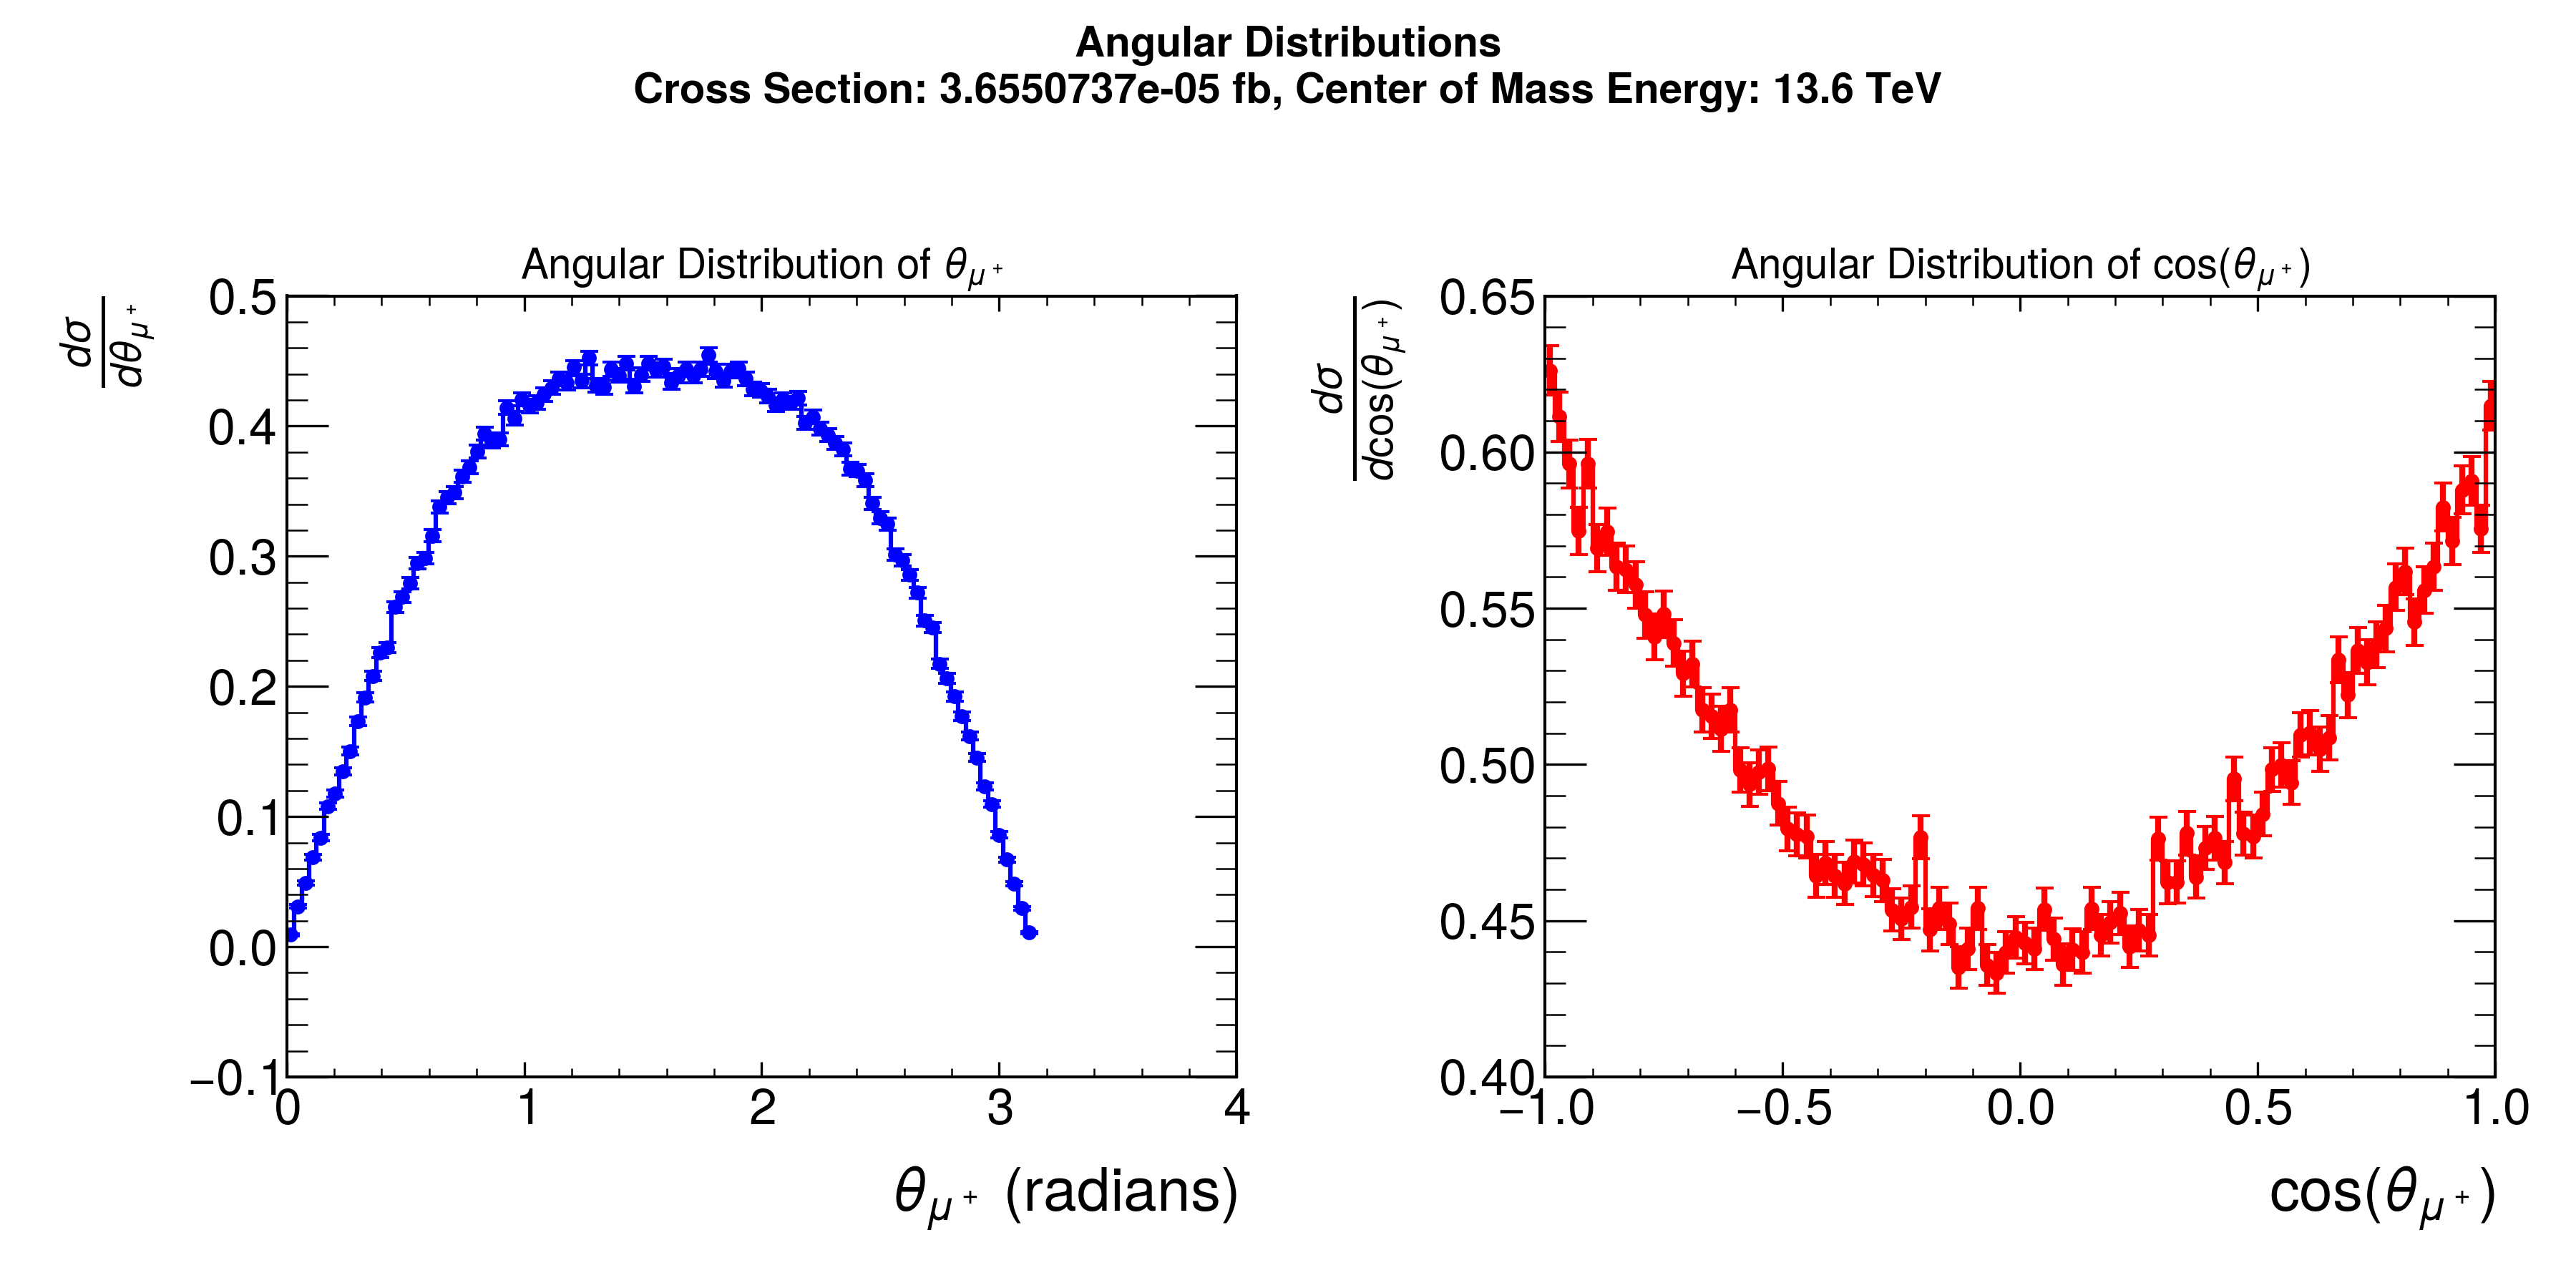 Angular Distributions
Cross Section: 3.6550737e-05 fb, Center of Mass Energy: 13.6 TeV
Angular Distribution of θ_μ⁺
dσ
dθ_μ⁺
0.5
0.4
0.3
0.2
0.1
0.0
−0.1
0 1 2 3 4
θ_μ⁺ (radians)
Angular Distribution of cos(θ_μ⁺)
dσ
dcos(θ_μ⁺)
0.65
0.60
0.55
0.50
0.45
0.40
−1.0 −0.5 0.0 0.5 1.0
cos(θ_μ⁺)